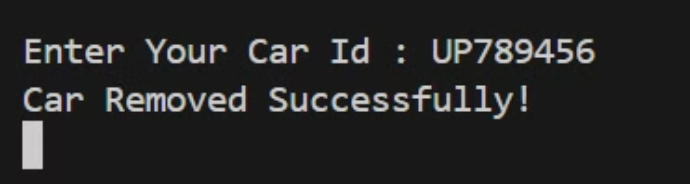 Enter Your Car Id : UP789456
Car Removed Successfully!